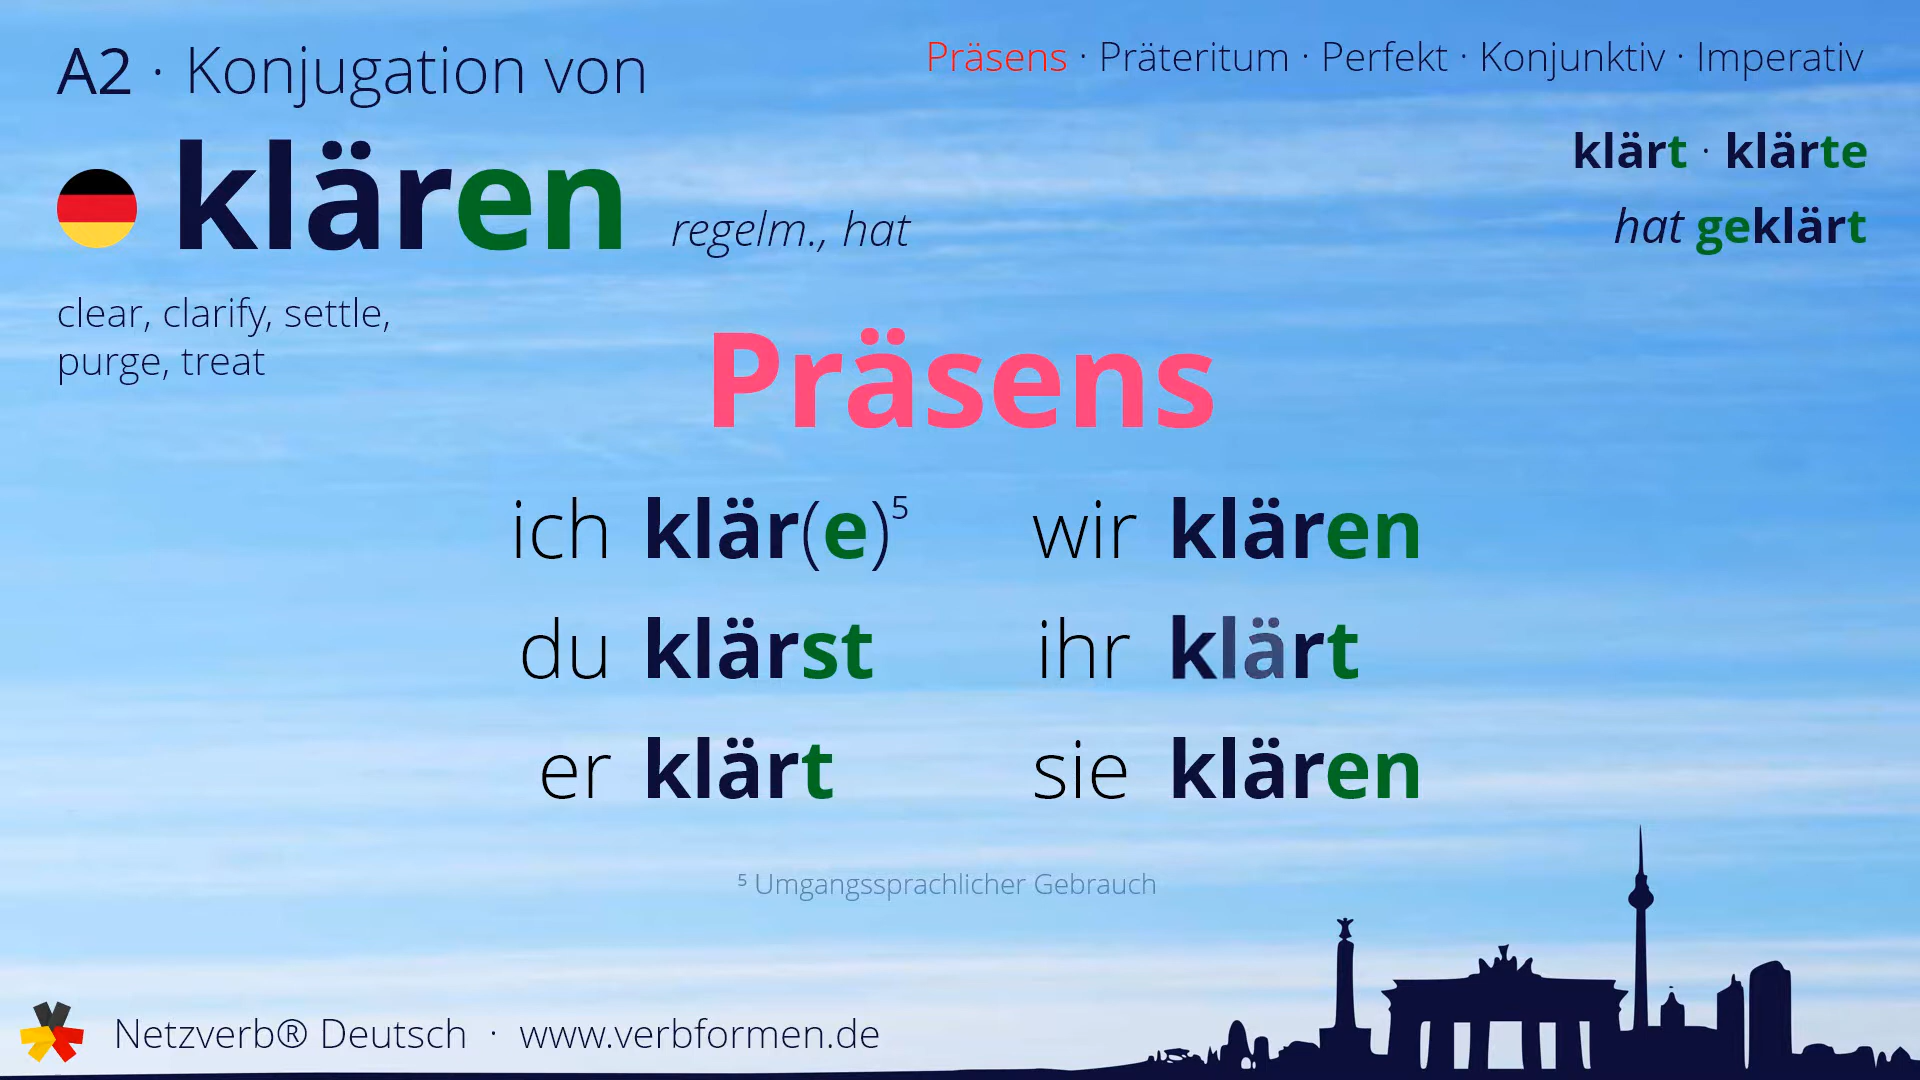 A2 · Konjugation von
Präsens · Präteritum · Perfekt · Konjunktiv · Imperativ
klären regelm., hat
klärt · klärte
hat geklärt
clear, clarify, settle,
purge, treat
Präsens
ich klär(e)⁵
wir klären
du klärst
ihr klärt
er klärt
sie klären
⁵ Umgangssprachlicher Gebrauch
Netzverb® Deutsch · www.verbformen.de